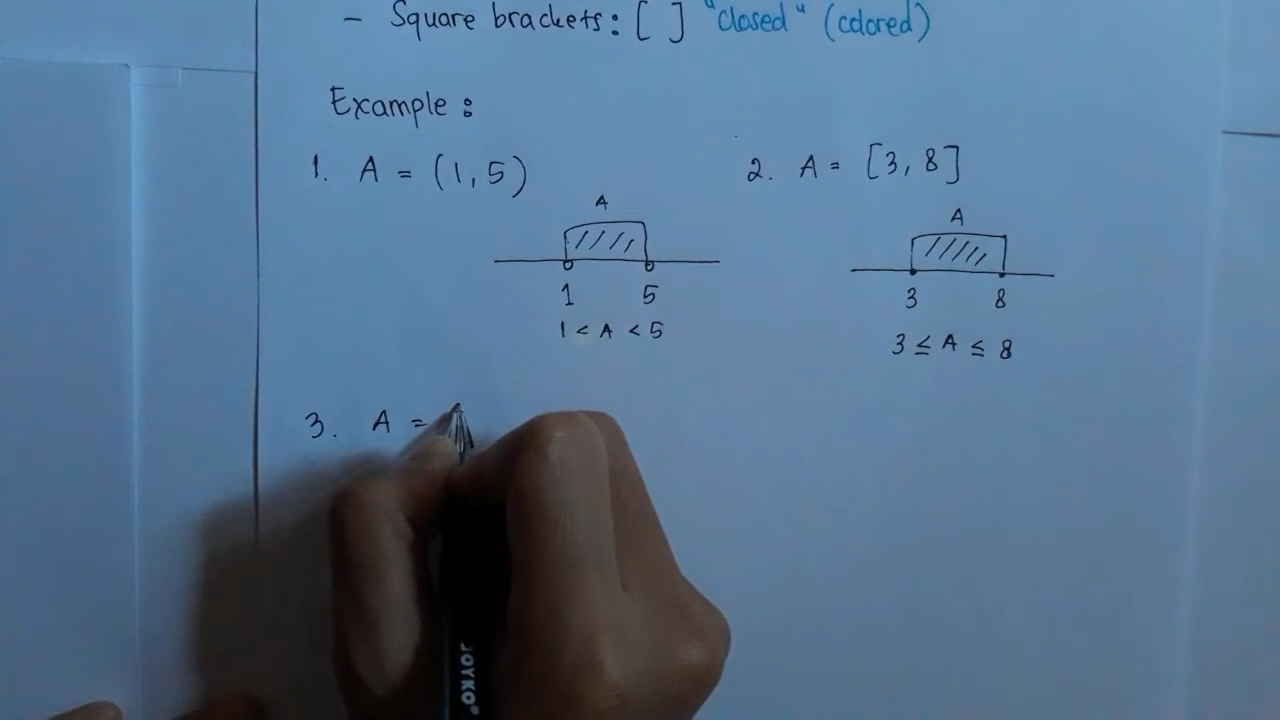 - Square brackets: [ ] "closed" (colored)
Example:
1. A = (1,5)
A
1 5
1 < A < 5
2. A = [3, 8]
A
3 8
3 ≤ A ≤ 8
3. A =
JOYKO®